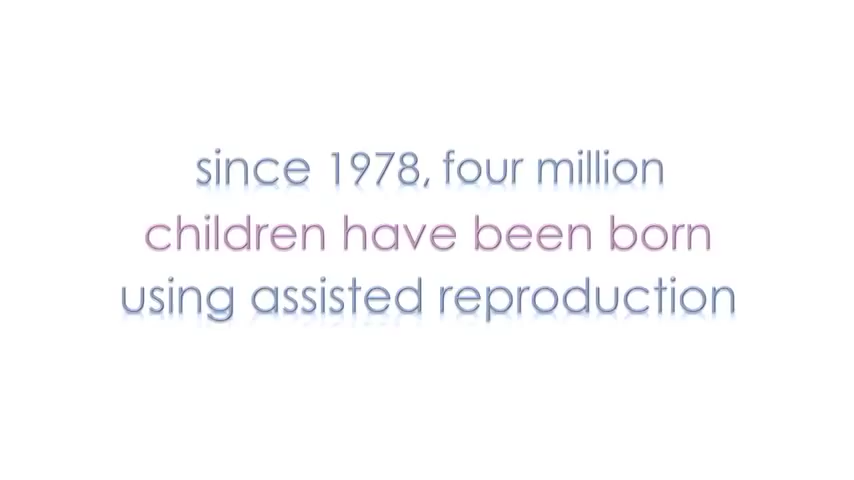 since 1978, four million
children have been born
using assisted reproduction